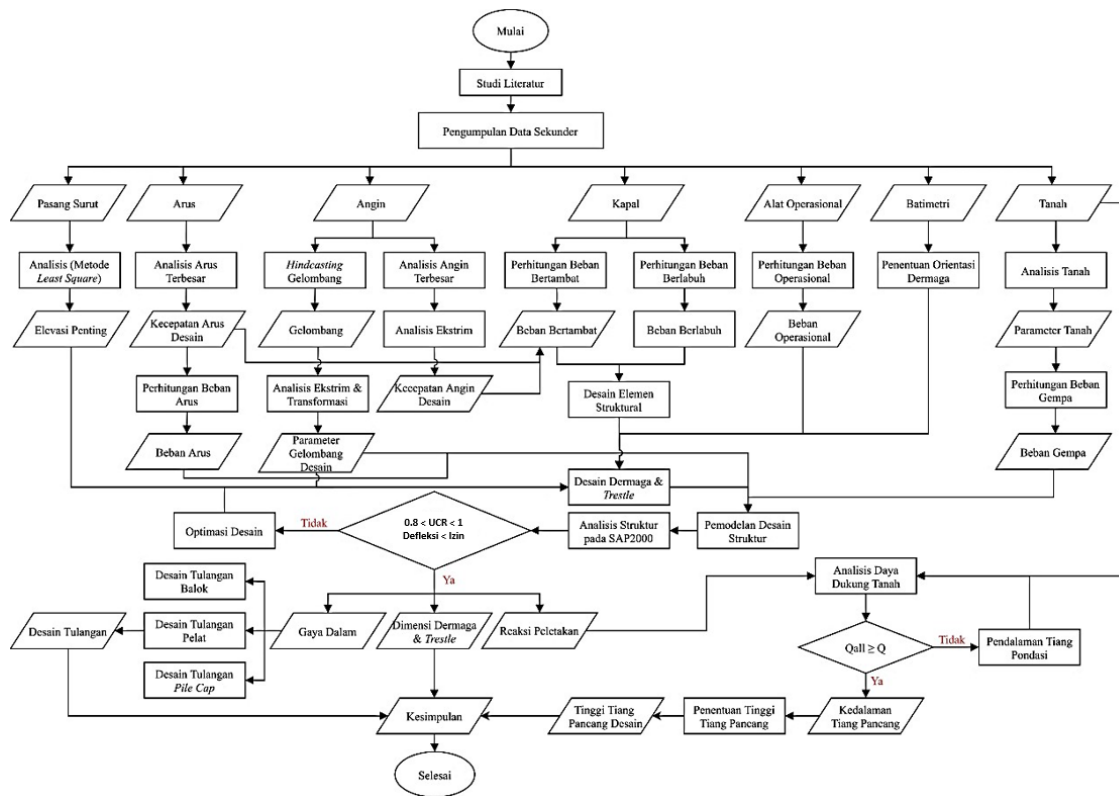 Mulai
Studi Literatur
Pengumpulan Data Sekunder
Pasang Surut
Arus
Angin
Kapal
Alat Operasional
Batimetri
Tanah
Analisis (Metode
Least Square)
Analisis Arus
Terbesar
Hindcasting
Gelombang
Analisis Angin
Terbesar
Perhitungan Beban
Bertambat
Perhitungan Beban
Berlabuh
Perhitungan Beban
Operasional
Penentuan Orientasi
Dermaga
Analisis Tanah
Elevasi Penting
Kecepatan Arus
Desain
Gelombang
Analisis Ekstrim
Beban Bertambat
Beban Berlabuh
Beban
Operasional
Parameter Tanah
Perhitungan Beban
Arus
Analisis Ekstrim &
Transformasi
Kecepatan Angin
Desain
Desain Elemen
Struktural
Perhitungan Beban
Gempa
Beban Arus
Parameter
Gelombang
Desain
Beban Gempa
Desain Dermaga &
Trestle
Optimasi Desain
Tidak
0.8 < UCR < 1
Defleksi < Izin
Analisis Struktur
pada SAP2000
Pemodelan Desain
Struktur
Ya
Analisis Daya
Dukung Tanah
Desain Tulangan
Balok
Desain Tulangan
Desain Tulangan
Pelat
Gaya Dalam
Dimensi Dermaga
& Trestle
Reaksi Peletakan
Qall ≥ Q
Tidak
Pendalaman Tiang
Pondasi
Desain Tulangan
Pile Cap
Ya
Kesimpulan
Tinggi Tiang
Pancang Desain
Penentuan Tinggi
Tiang Pancang
Kedalaman
Tiang Pancang
Selesai